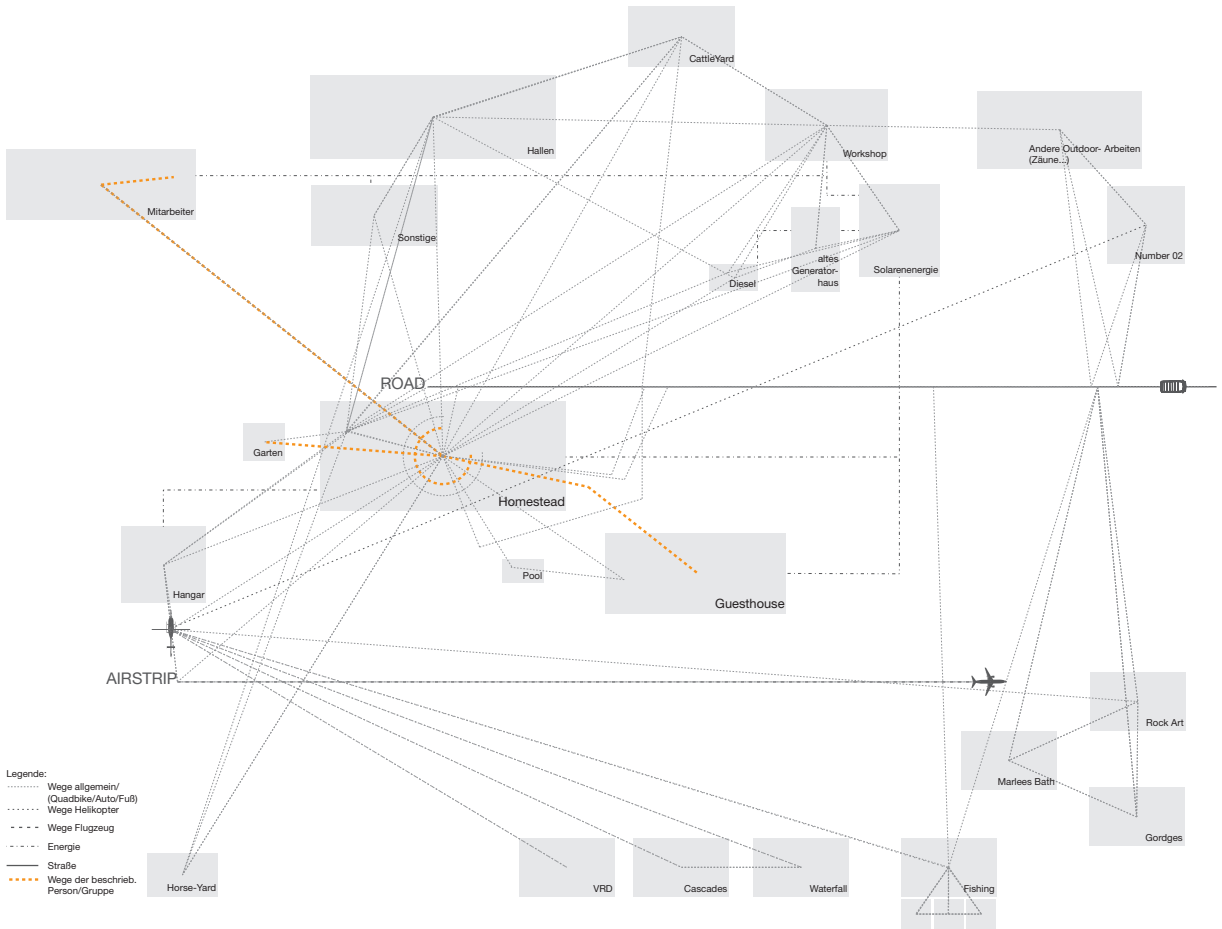 CattleYard
Hallen
Workshop
Andere Outdoor- Arbeiten
(Zäune...)
Mitarbeiter
Sonstige
Diesel
altes
Generator-
haus
Solarenenergie
Number 02
ROAD
Garten
Homestead
Hangar
Pool
Guesthouse
AIRSTRIP
Rock Art
Marlees Bath
Gordges
Legende:
Wege allgemein/
(Quadbike/Auto/Fuß)
Wege Helikopter
Wege Flugzeug
Energie
Straße
Wege der beschrieb.
Person/Gruppe
Horse-Yard
VRD
Cascades
Waterfall
Fishing